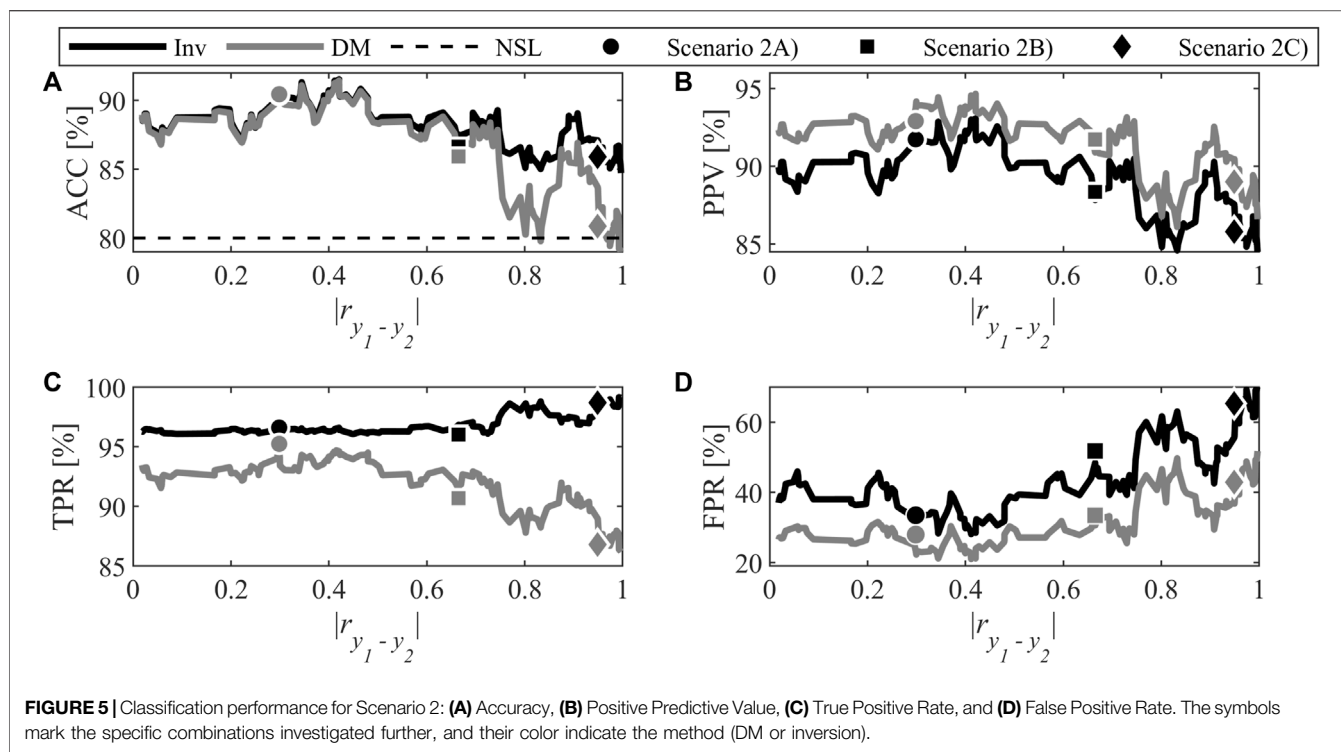 Inv DM NSL Scenario 2A) Scenario 2B) Scenario 2C)
A
ACC [%]
90
85
80
0 0.2 0.4 0.6 0.8 1
|r y1 - y2|
B
PPV [%]
95
90
85
0 0.2 0.4 0.6 0.8 1
|r y1 - y2|
C
TPR [%]
100
95
90
85
0 0.2 0.4 0.6 0.8 1
|r y1 - y2|
D
FPR [%]
60
40
20
0 0.2 0.4 0.6 0.8 1
|r y1 - y2|
FIGURE 5 | Classification performance for Scenario 2: (A) Accuracy, (B) Positive Predictive Value, (C) True Positive Rate, and (D) False Positive Rate. The symbols
mark the specific combinations investigated further, and their color indicate the method (DM or inversion).